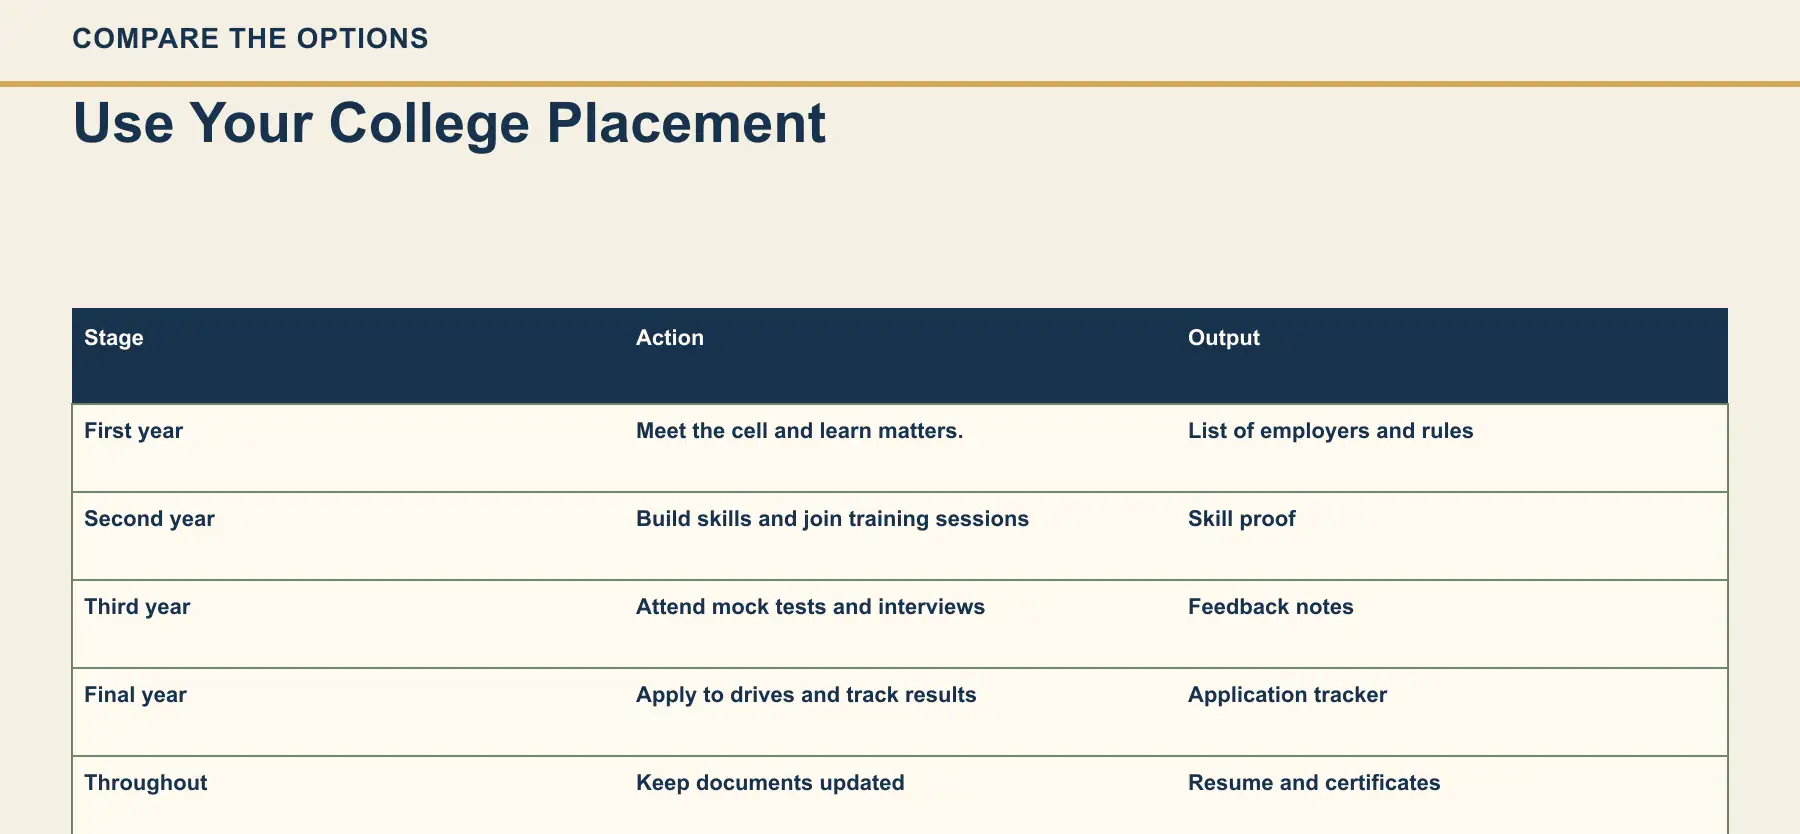 COMPARE THE OPTIONS
Use Your College Placement
Stage Action Output
First year Meet the cell and learn matters. List of employers and rules
Second year Build skills and join training sessions Skill proof
Third year Attend mock tests and interviews Feedback notes
Final year Apply to drives and track results Application tracker
Throughout Keep documents updated Resume and certificates